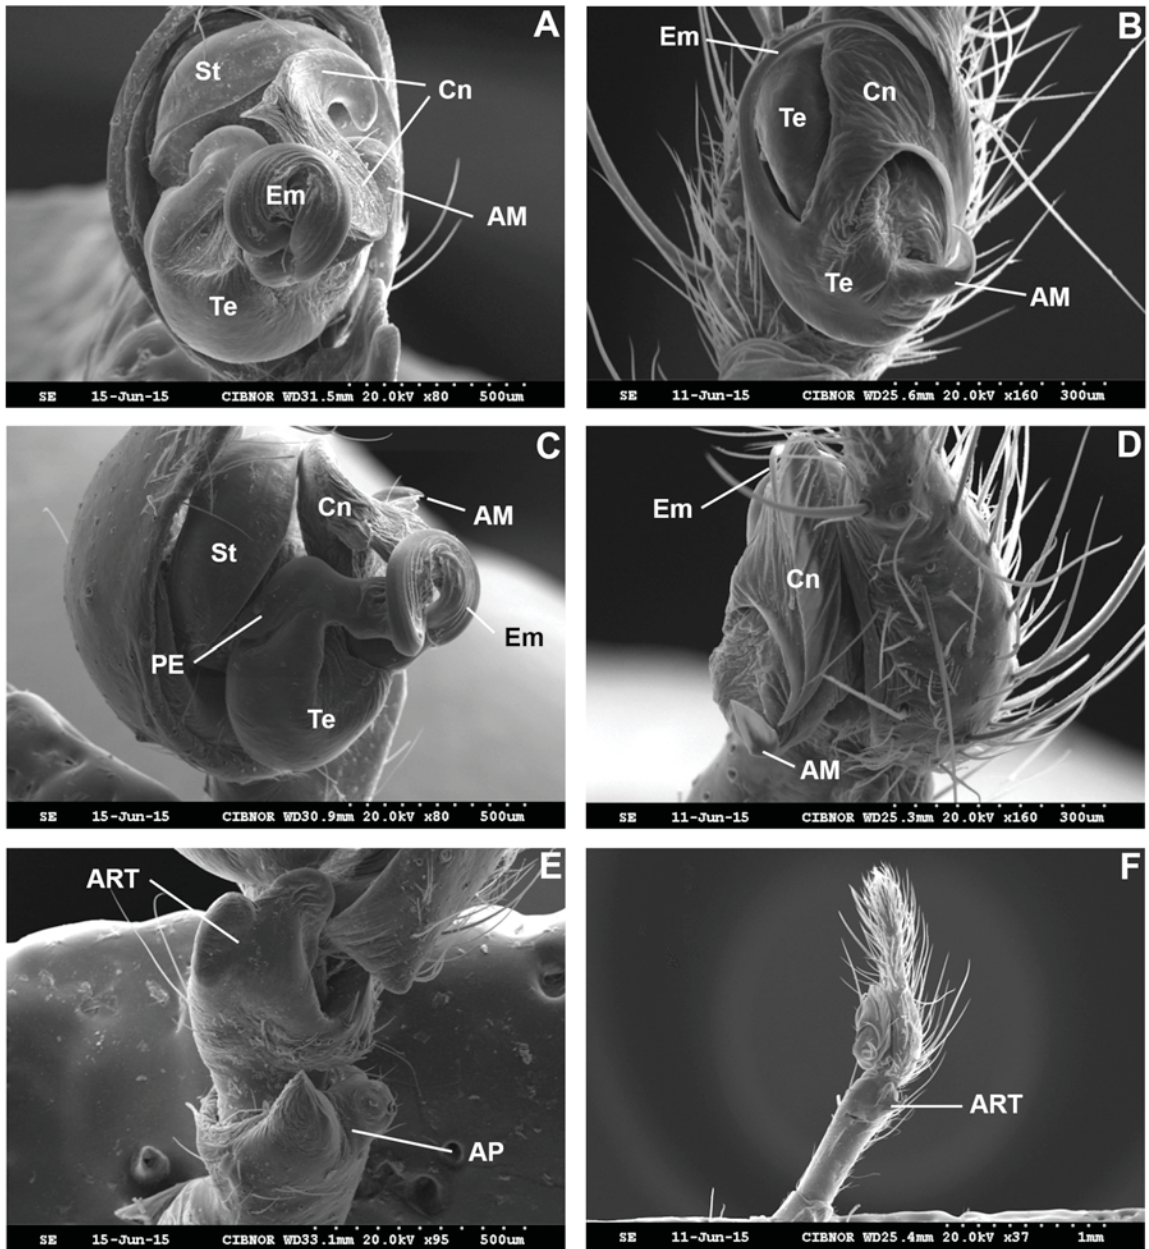 A
St
Cn
Em
AM
Te
SE 15-Jun-15 CIBNOR WD31.5mm 20.0kV x80 500um
B
Em
Cn
Te
Te
AM
SE 11-Jun-15 CIBNOR WD25.6mm 20.0kV x160 300um
C
Cn
AM
St
Em
PE
Te
SE 15-Jun-15 CIBNOR WD30.9mm 20.0kV x80 500um
D
Em
Cn
AM
SE 11-Jun-15 CIBNOR WD25.3mm 20.0kV x160 300um
E
ART
AP
SE 15-Jun-15 CIBNOR WD33.1mm 20.0kV x95 500um
F
ART
SE 11-Jun-15 CIBNOR WD25.4mm 20.0kV x37 1mm